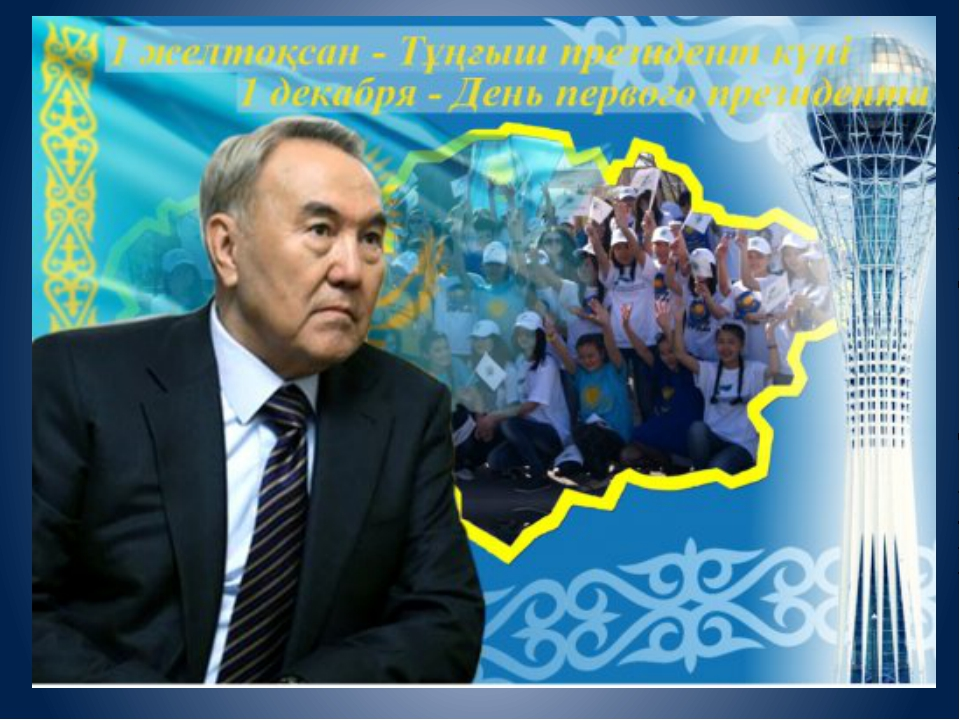 1 желтоқсан - Тұңғыш президент күні
1 декабря - День первого президента